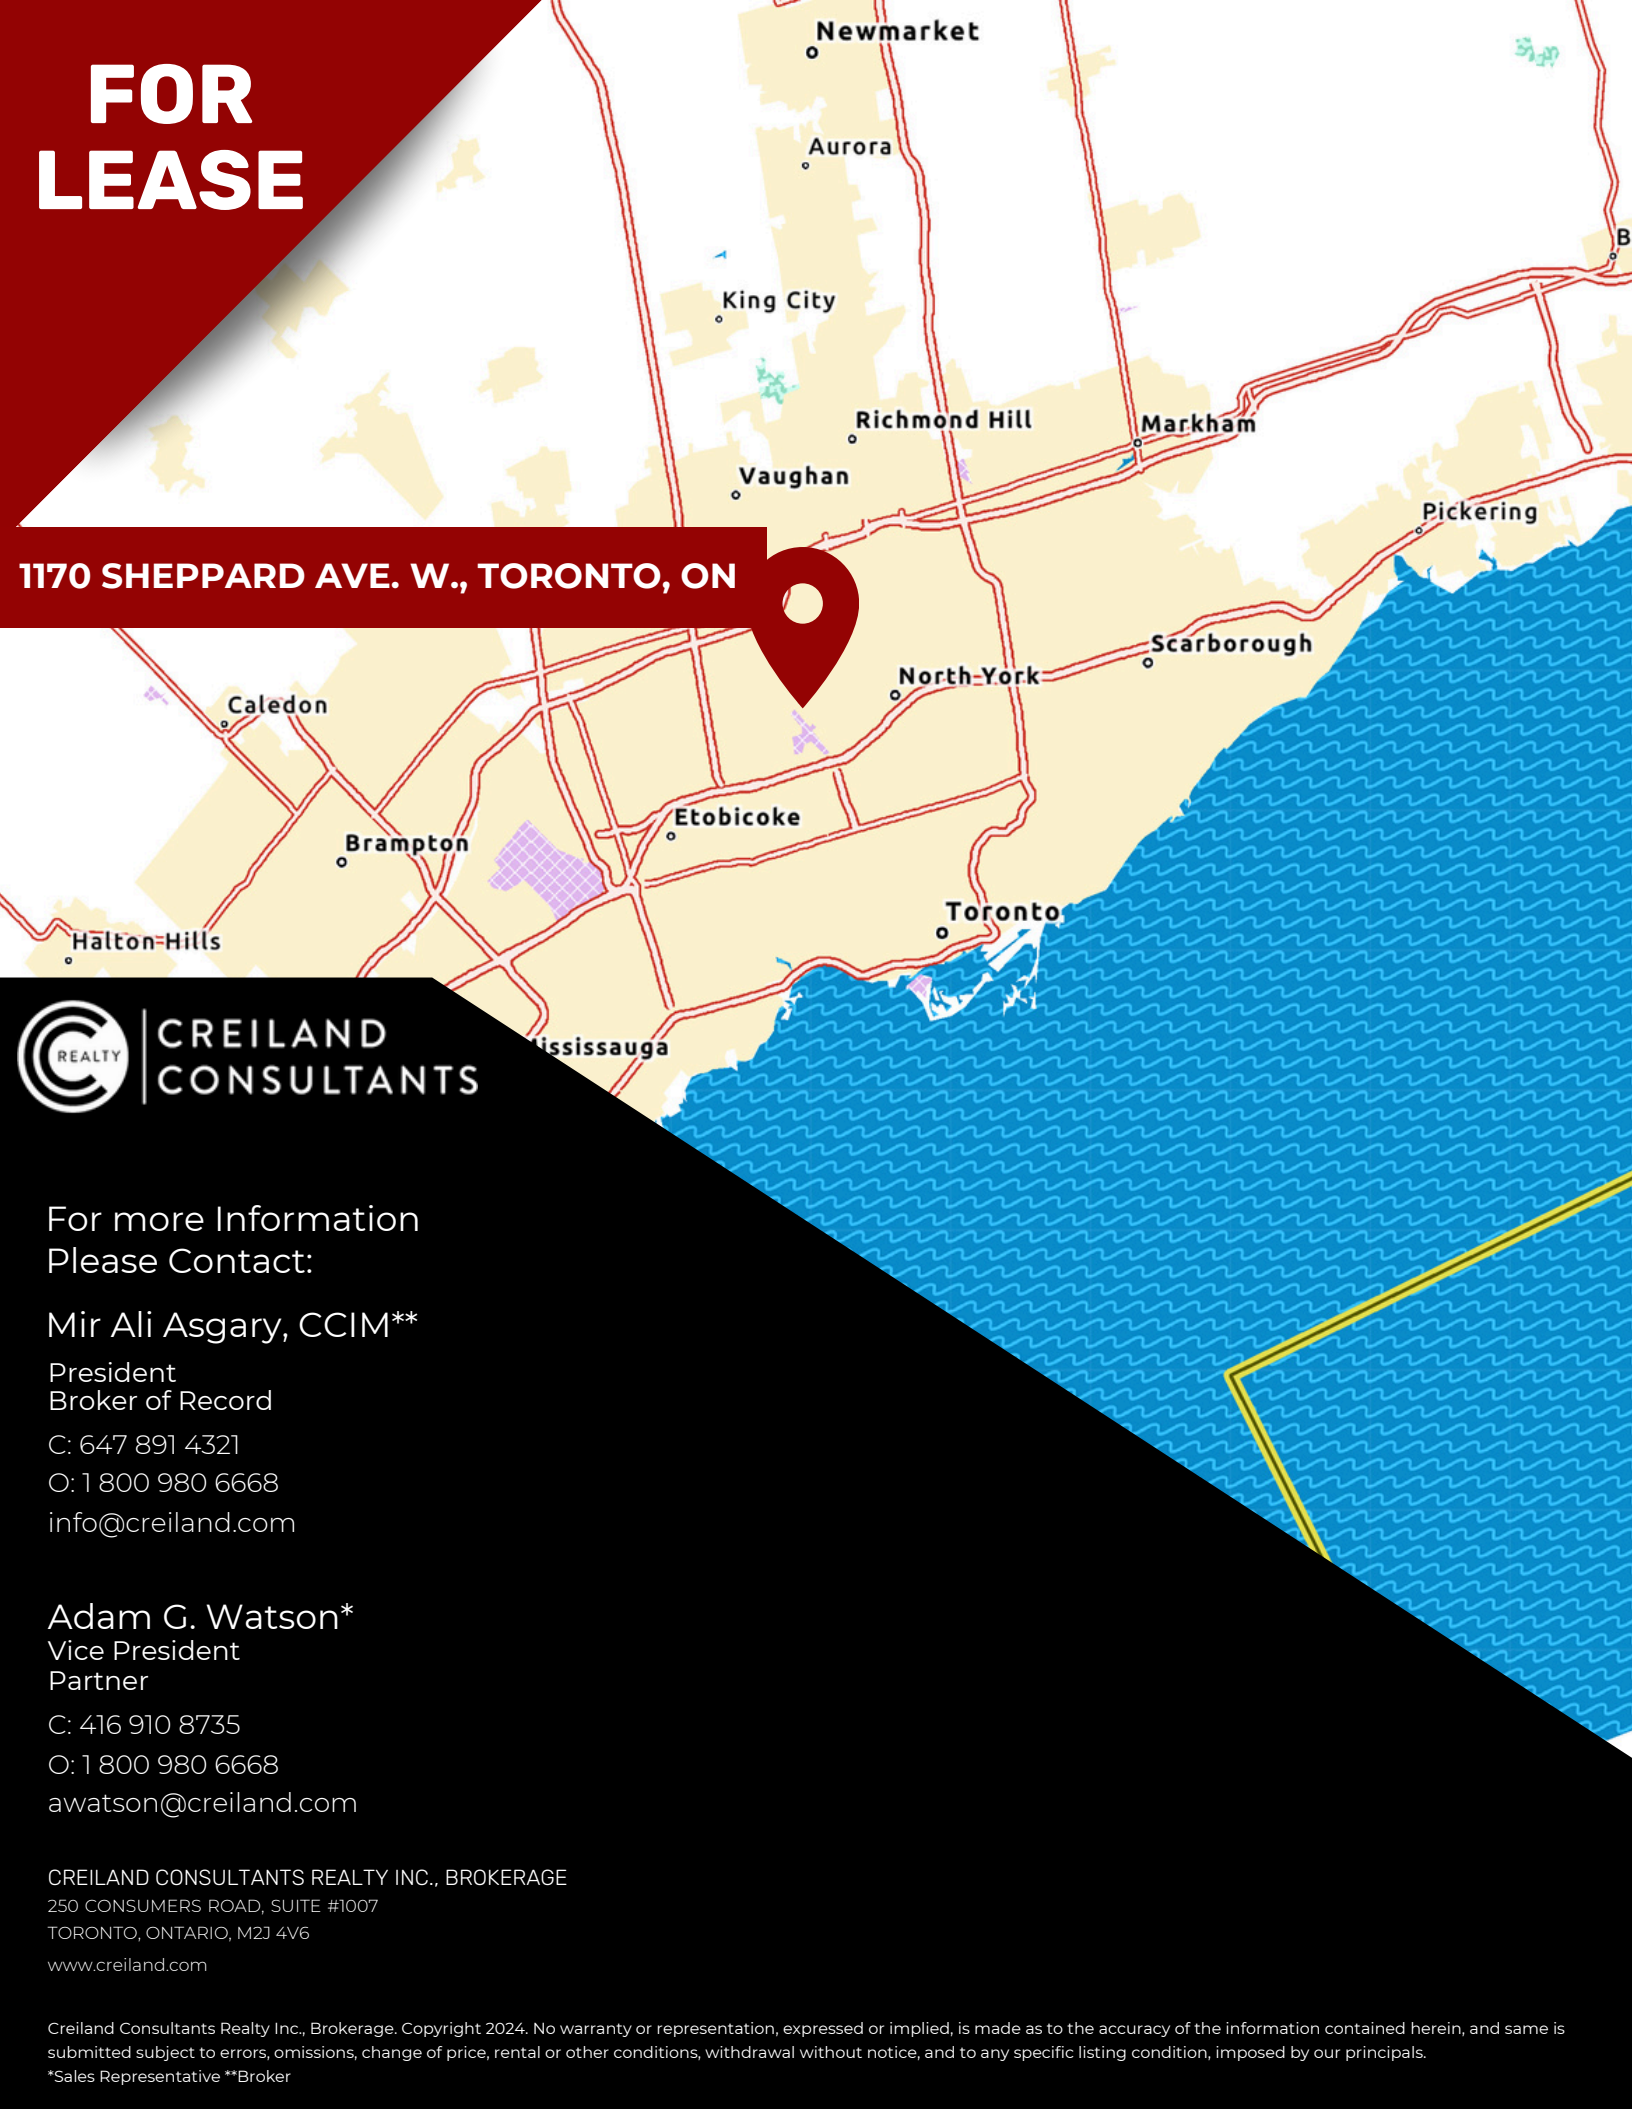 FOR
LEASE
Newmarket
Aurora
King City
Richmond Hill
Markham
Vaughan
Pickering
1170 SHEPPARD AVE. W., TORONTO, ON
Scarborough
North York
Caledon
Etobicoke
Brampton
Toronto
Halton Hills
ississauga
REALTY
CREILAND
CONSULTANTS
For more Information
Please Contact:
Mir Ali Asgary, CCIM**
President
Broker of Record
C: 647 891 4321
O: 1 800 980 6668
info@creiland.com
Adam G. Watson*
Vice President
Partner
C: 416 910 8735
O: 1 800 980 6668
awatson@creiland.com
CREILAND CONSULTANTS REALTY INC., BROKERAGE
250 CONSUMERS ROAD, SUITE #1007
TORONTO, ONTARIO, M2J 4V6
www.creiland.com
Creiland Consultants Realty Inc., Brokerage. Copyright 2024. No warranty or representation, expressed or implied, is made as to the accuracy of the information contained herein, and same is
submitted subject to errors, omissions, change of price, rental or other conditions, withdrawal without notice, and to any specific listing condition, imposed by our principals.
*Sales Representative **Broker